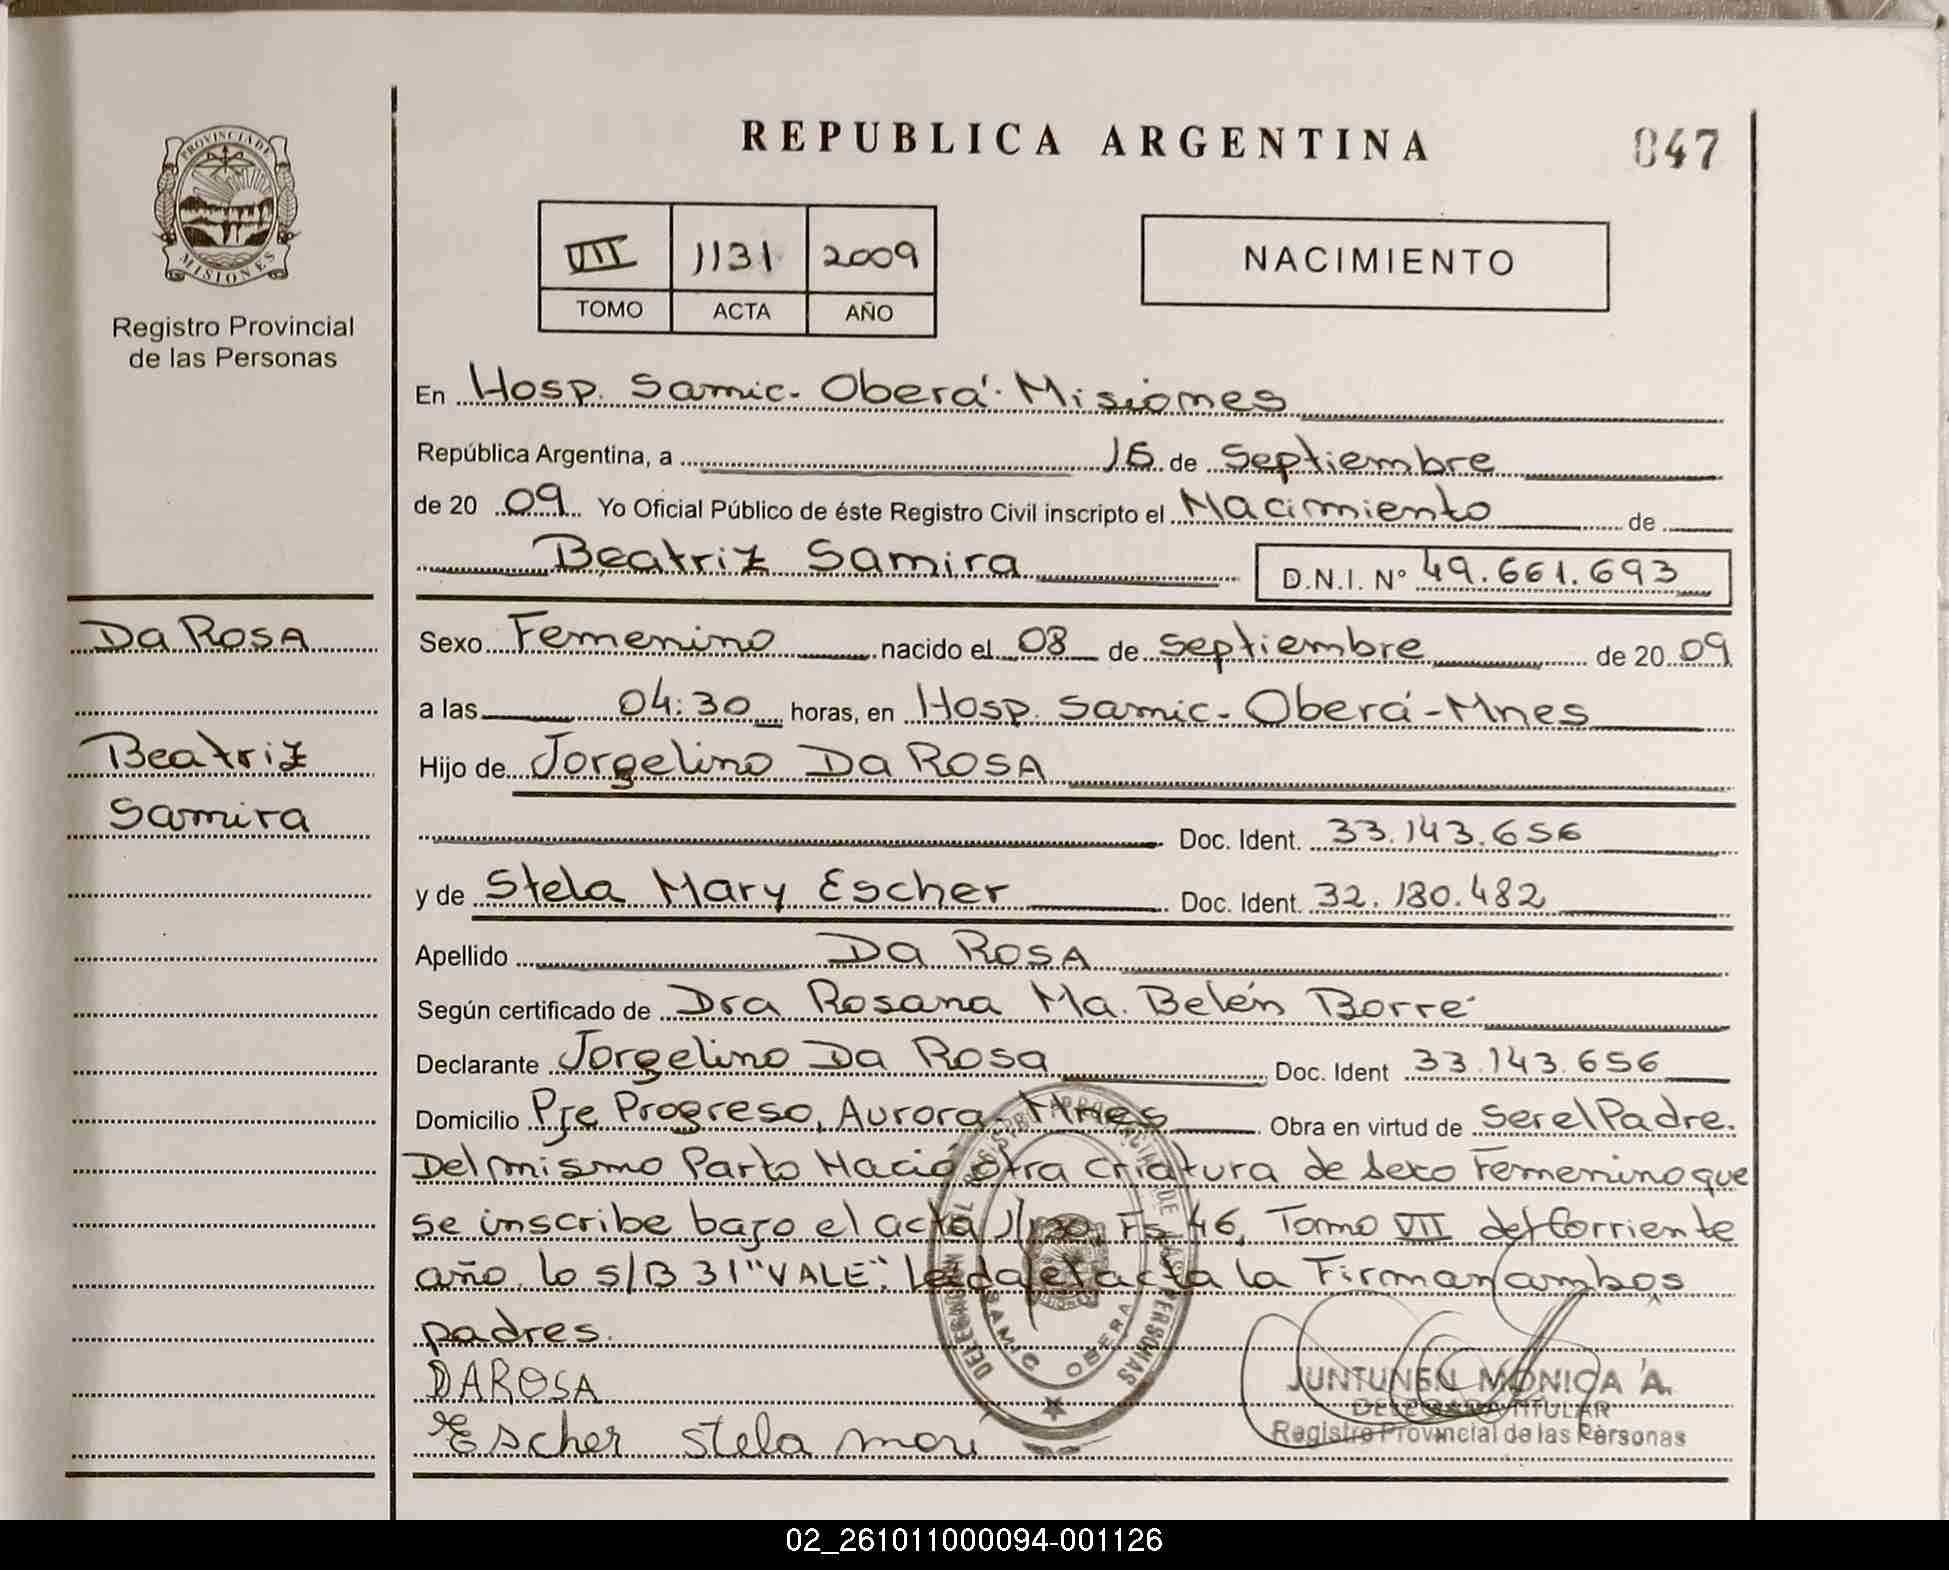 REPUBLICA ARGENTINA
047
PROVINCIA DE
MISIONES
Registro Provincial
de las Personas
VII 1131 2009
TOMO ACTA AÑO
NACIMIENTO
En Hosp. Samic - Oberá - Misiones
República Argentina, a 16 de Septiembre
de 20 09 Yo Oficial Público de éste Registro Civil inscripto el Nacimiento de
Beatriz Samira D.N.I. Nº 49.661.693
Da Rosa
Beatriz
Samira
Sexo Femenino nacido el 08 de septiembre de 20 09
a las 04:30 horas, en Hosp. Samic - Oberá - Mnes
Hijo de Jorgelino Da Rosa
Doc. Ident. 33.143.656
y de Stela Mary Escher Doc. Ident. 32.180.482
Apellido Da Rosa
Según certificado de Dra Rosana Ma. Belén Borré
Declarante Jorgelino Da Rosa Doc. Ident 33.143.656
Domicilio Pje Progreso, Aurora - Mnes Obra en virtud de Ser el Padre.
Del mismo Parto Nació otra criatura de sexo Femenino que
se inscribe bajo el acta 1130, Fs 46, Tomo VII del Corriente
año. lo s/B 31 "VALE". Leida el acta la Firman ambos
padres.
DAROSA
Escher Stela mari
SAMIC OBERA
JUNTUNEN MONICA A.
DELEGADA TITULAR
Registro Provincial de las Personas
02_261011000094-001126